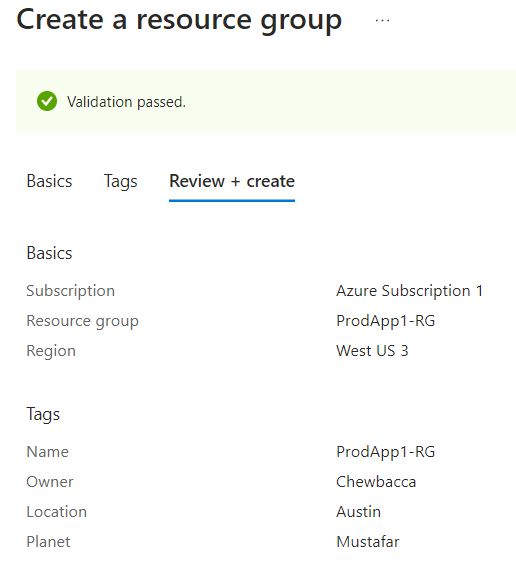 Create a resource group ...
Validation passed.
Basics Tags Review + create
Basics
Subscription Azure Subscription 1
Resource group ProdApp1-RG
Region West US 3
Tags
Name ProdApp1-RG
Owner Chewbacca
Location Austin
Planet Mustafar